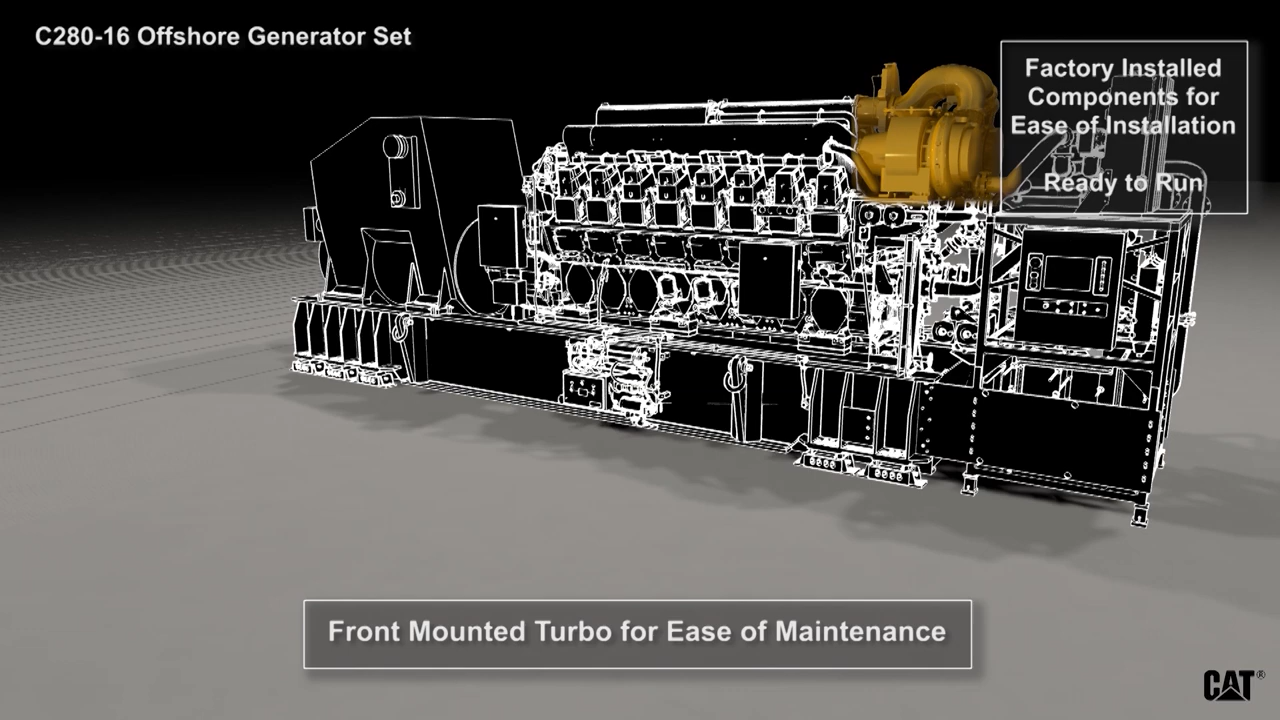 C280-16 Offshore Generator Set
Factory Installed
Components for
Ease of Installation
Ready to Run
Front Mounted Turbo for Ease of Maintenance
CAT®